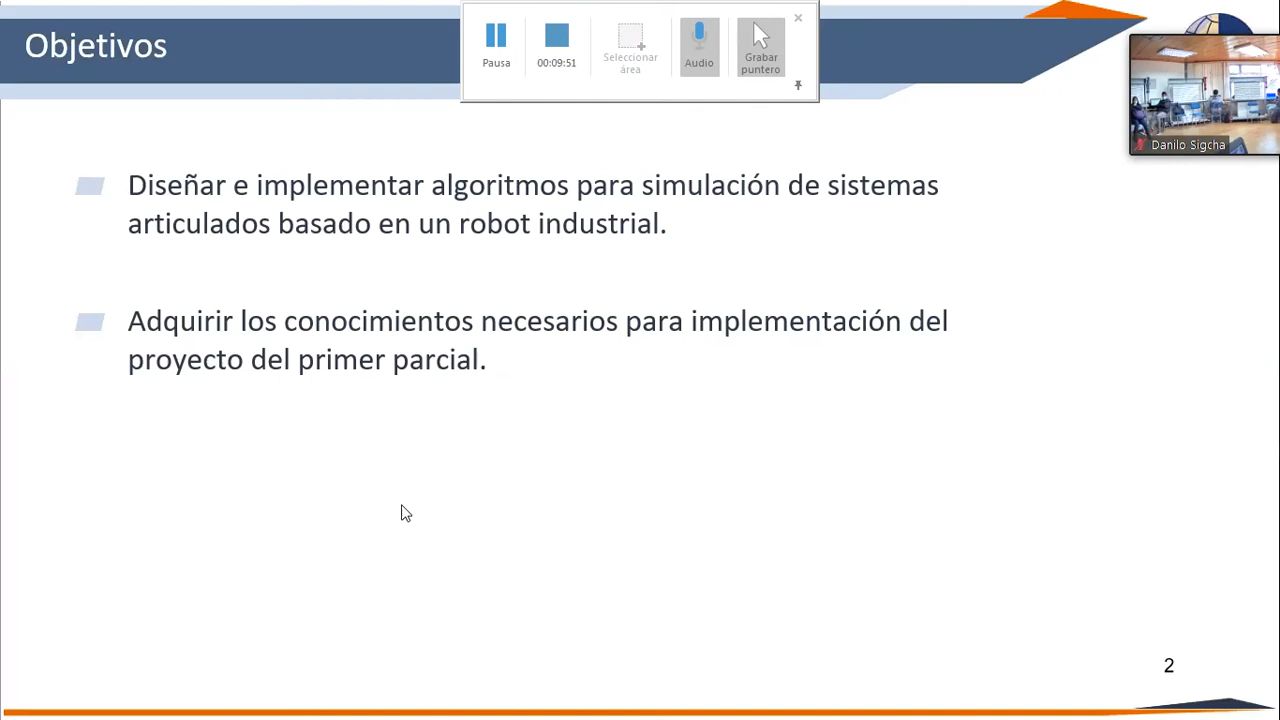 Objetivos
Pausa
00:09:51
Seleccionar
área
Audio
Grabar
puntero
Danilo Sigcha
Diseñar e implementar algoritmos para simulación de sistemas
articulados basado en un robot industrial.
Adquirir los conocimientos necesarios para implementación del
proyecto del primer parcial.
2